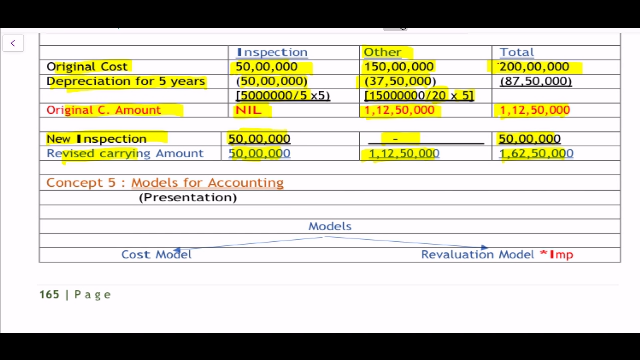 Inspection Other Total
Original Cost 50,00,000 150,00,000 200,00,000
Depreciation for 5 years (50,00,000) (37,50,000) (87,50,000)
[5000000/5 x5) [15000000/20 x 5]
Original C. Amount NIL 1,12,50,000 1,12,50,000
New Inspection 50,00,000 - 50,00,000
Revised carrying Amount 50,00,000 1,12,50,000 1,62,50,000
Concept 5 : Models for Accounting
(Presentation)
Models
Cost Model Revaluation Model *Imp
165 | Page